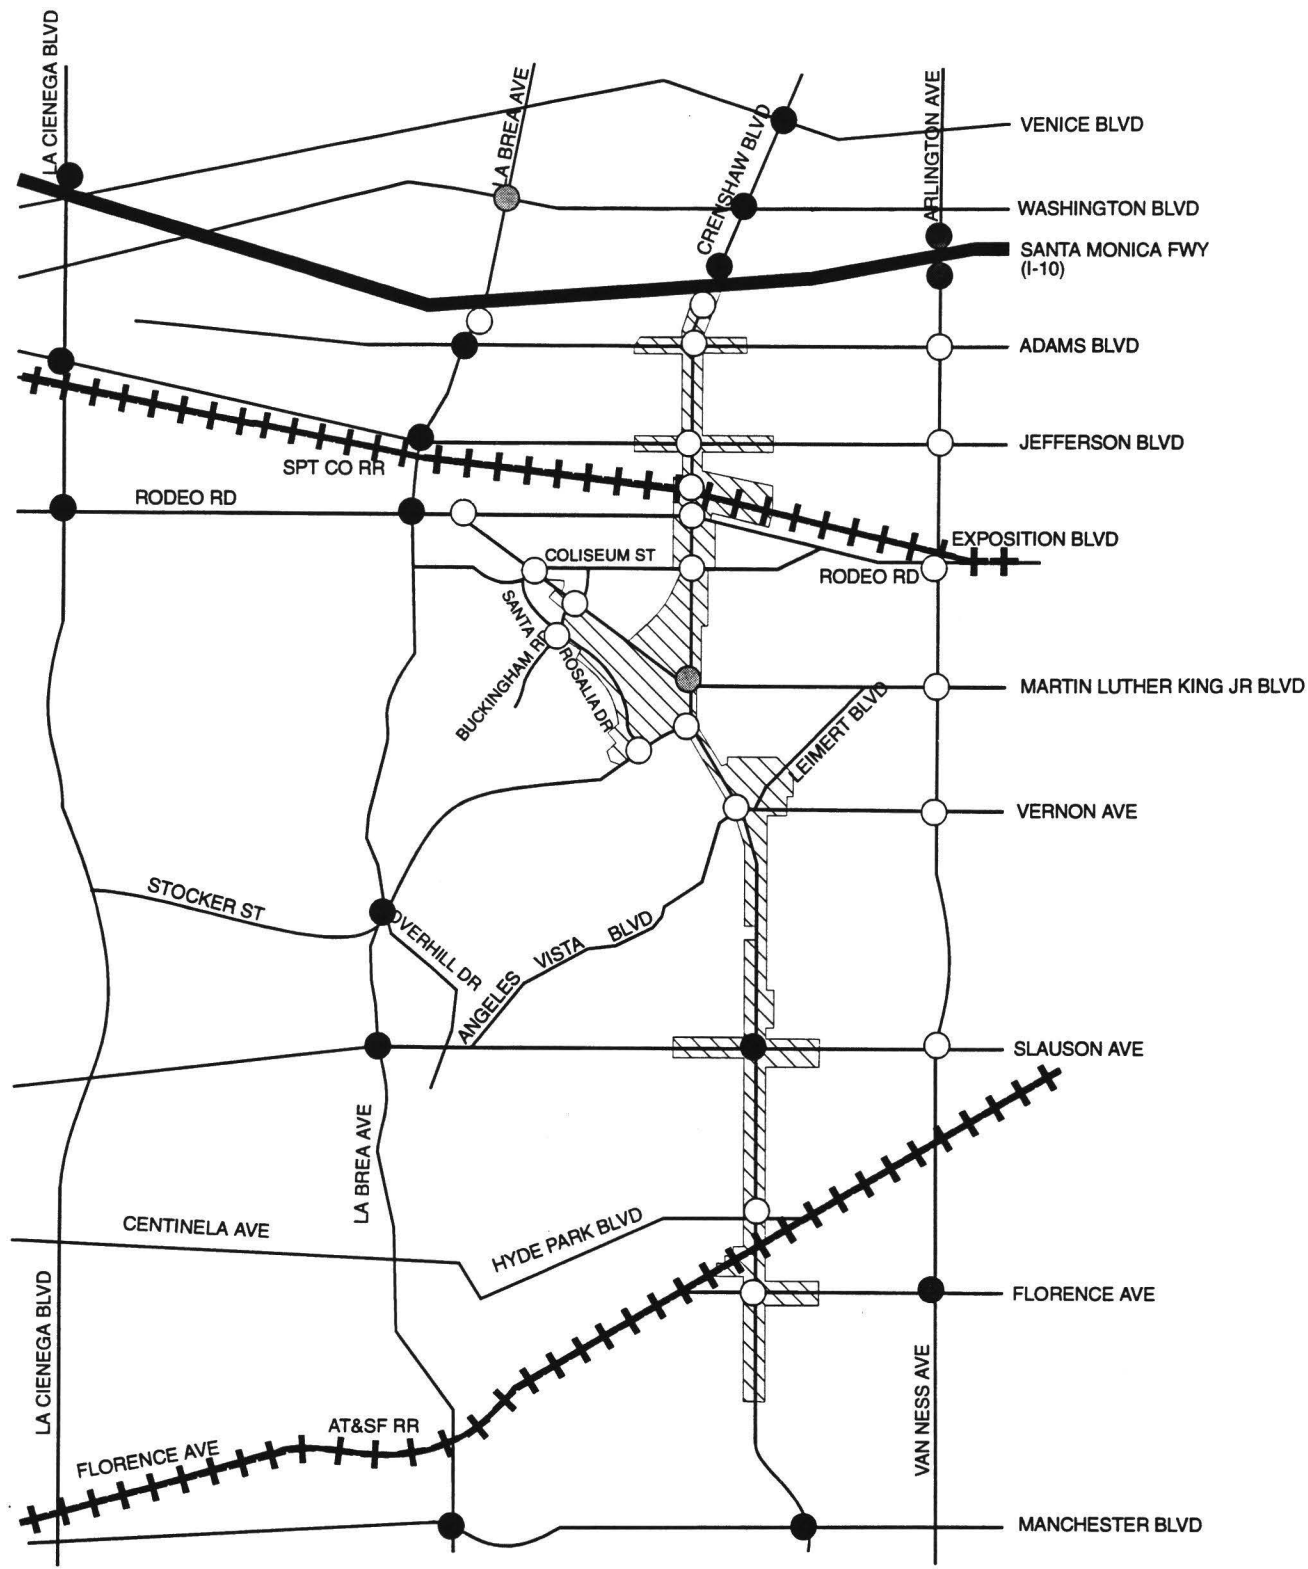 LA CIENEGA BLVD
LA BREA AVE
CRENSHAW BLVD
ARLINGTON AVE
VENICE BLVD
WASHINGTON BLVD
SANTA MONICA FWY
(I-10)
ADAMS BLVD
JEFFERSON BLVD
SPT CO RR
RODEO RD
EXPOSITION BLVD
COLISEUM ST
RODEO RD
SANTA
ROSALIA DR
BUCKINGHAM R
MARTIN LUTHER KING JR BLVD
LEIMERT BLVD
VERNON AVE
STOCKER ST
OVERHILL DR
ANGELES VISTA BLVD
SLAUSON AVE
LA BREA AVE
CENTINELA AVE
HYDE PARK BLVD
LA CIENEGA BLVD
FLORENCE AVE
VAN NESS AVE
AT&SF RR
FLORENCE AVE
MANCHESTER BLVD